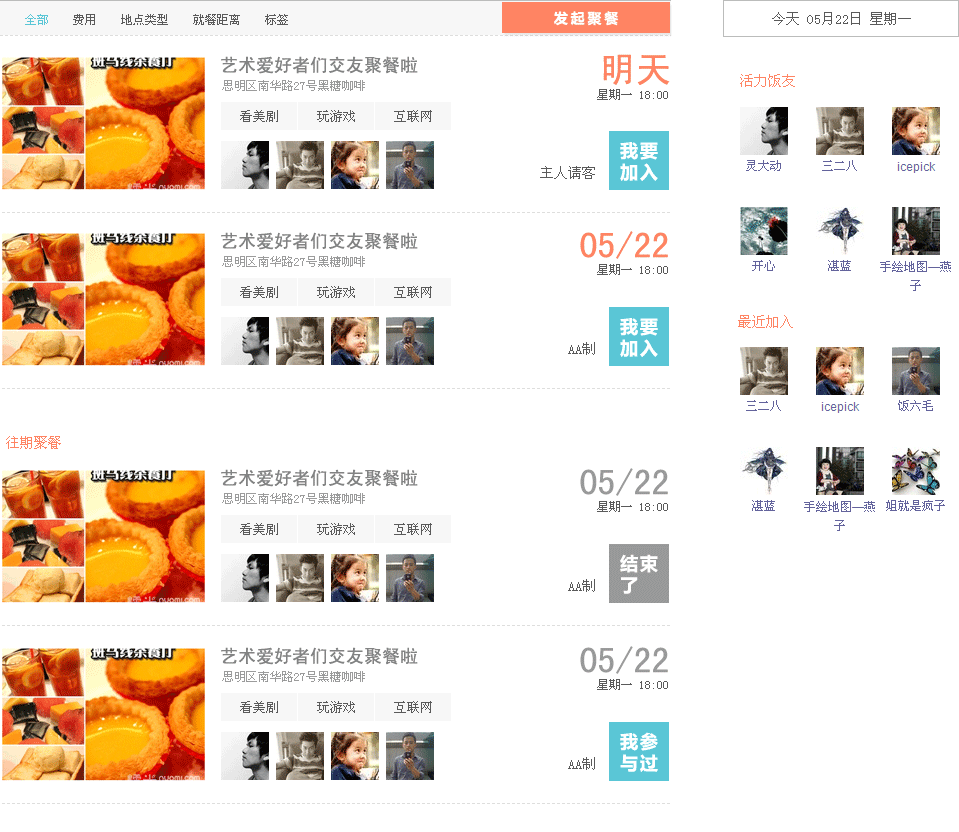 全部 费用 地点类型 就餐距离 标签
发起聚餐
今天 05月22日 星期一
艺术爱好者们交友聚餐啦
思明区南华路27号黑糖咖啡
看美剧 玩游戏 互联网
明天
星期一 18:00
主人请客
我要
加入
艺术爱好者们交友聚餐啦
思明区南华路27号黑糖咖啡
看美剧 玩游戏 互联网
05/22
星期一 18:00
AA制
我要
加入
往期聚餐
艺术爱好者们交友聚餐啦
思明区南华路27号黑糖咖啡
看美剧 玩游戏 互联网
05/22
星期一 18:00
AA制
结束
了
艺术爱好者们交友聚餐啦
思明区南华路27号黑糖咖啡
看美剧 玩游戏 互联网
05/22
星期一 18:00
AA制
我参
与过
活力饭友
灵大动 三二八 icepick
开心 湛蓝 手绘地图—燕
子
最近加入
三二八 icepick 饭六毛
湛蓝 手绘地图—燕 姐就是疯子
子